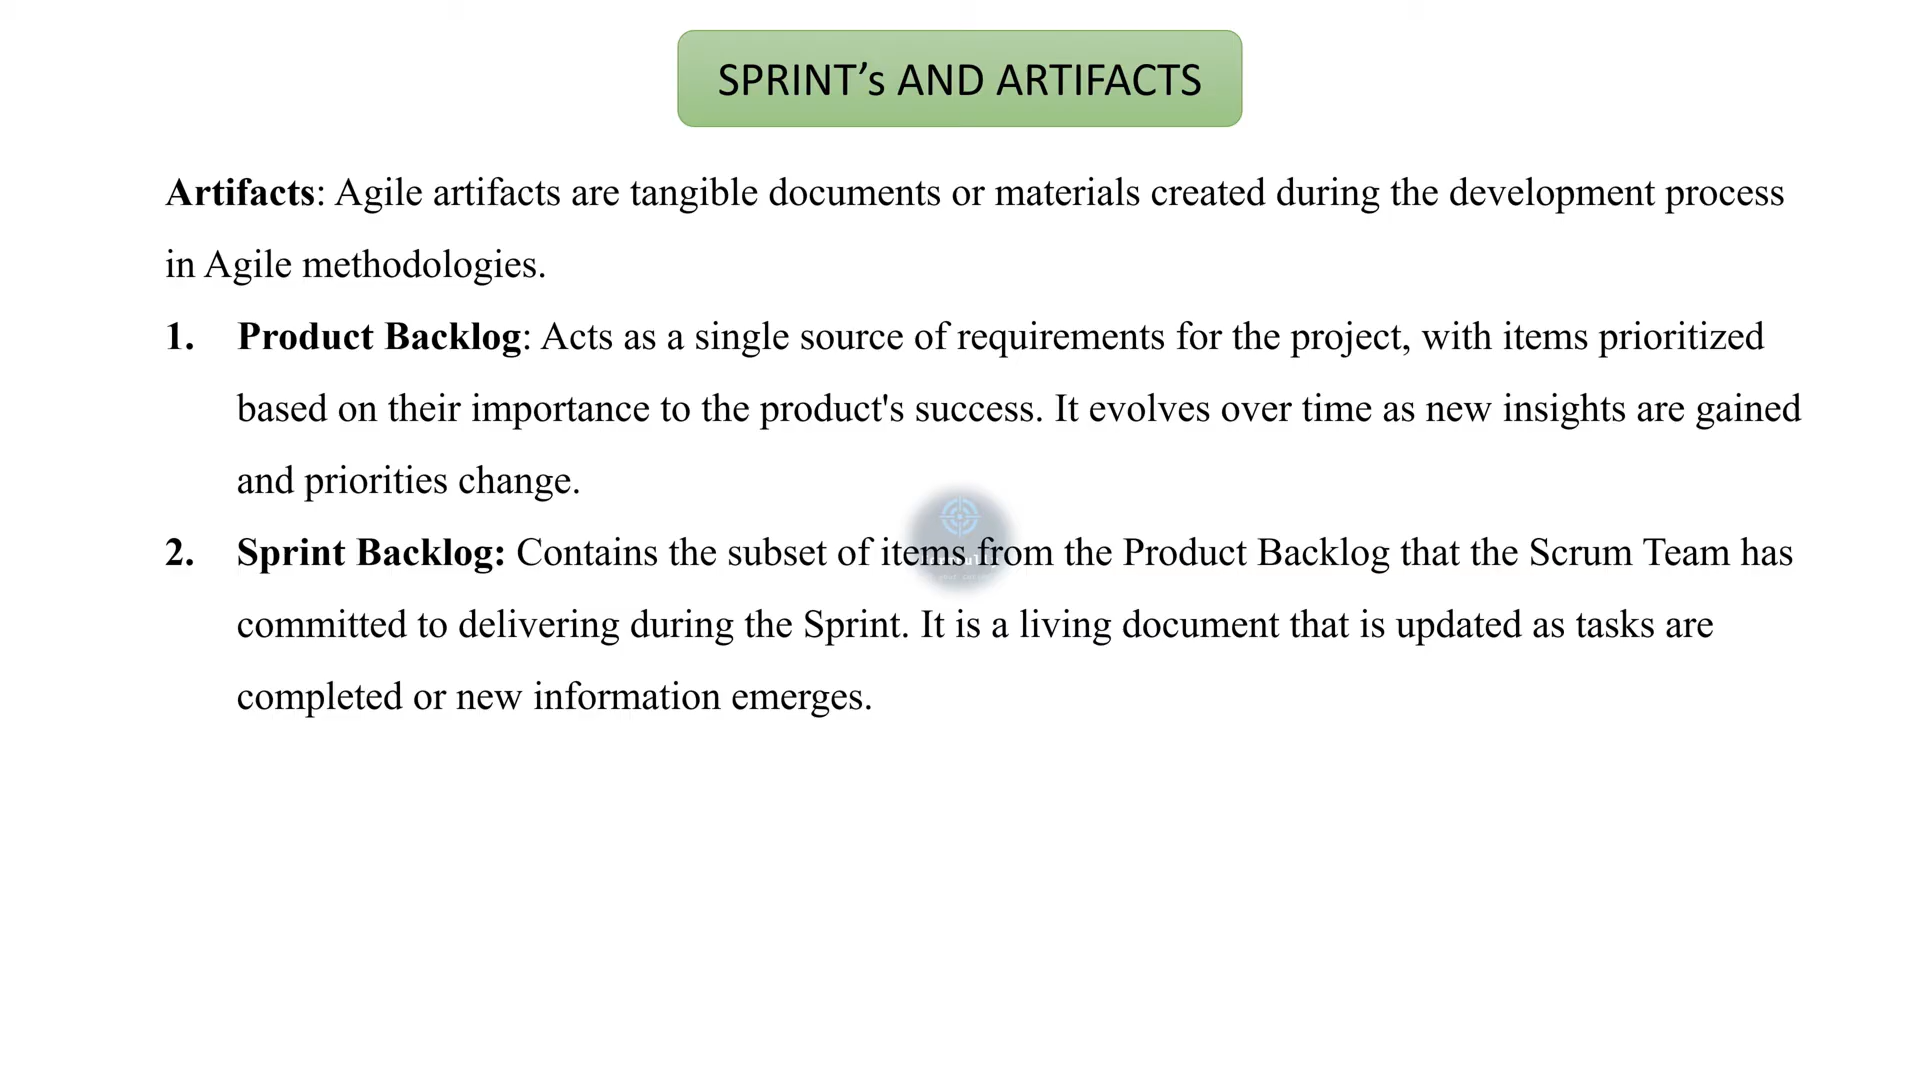 SPRINT’s AND ARTIFACTS
Artifacts: Agile artifacts are tangible documents or materials created during the development process
in Agile methodologies.
1. Product Backlog: Acts as a single source of requirements for the project, with items prioritized
based on their importance to the product's success. It evolves over time as new insights are gained
and priorities change.
2. Sprint Backlog: Contains the subset of items from the Product Backlog that the Scrum Team has
committed to delivering during the Sprint. It is a living document that is updated as tasks are
completed or new information emerges.